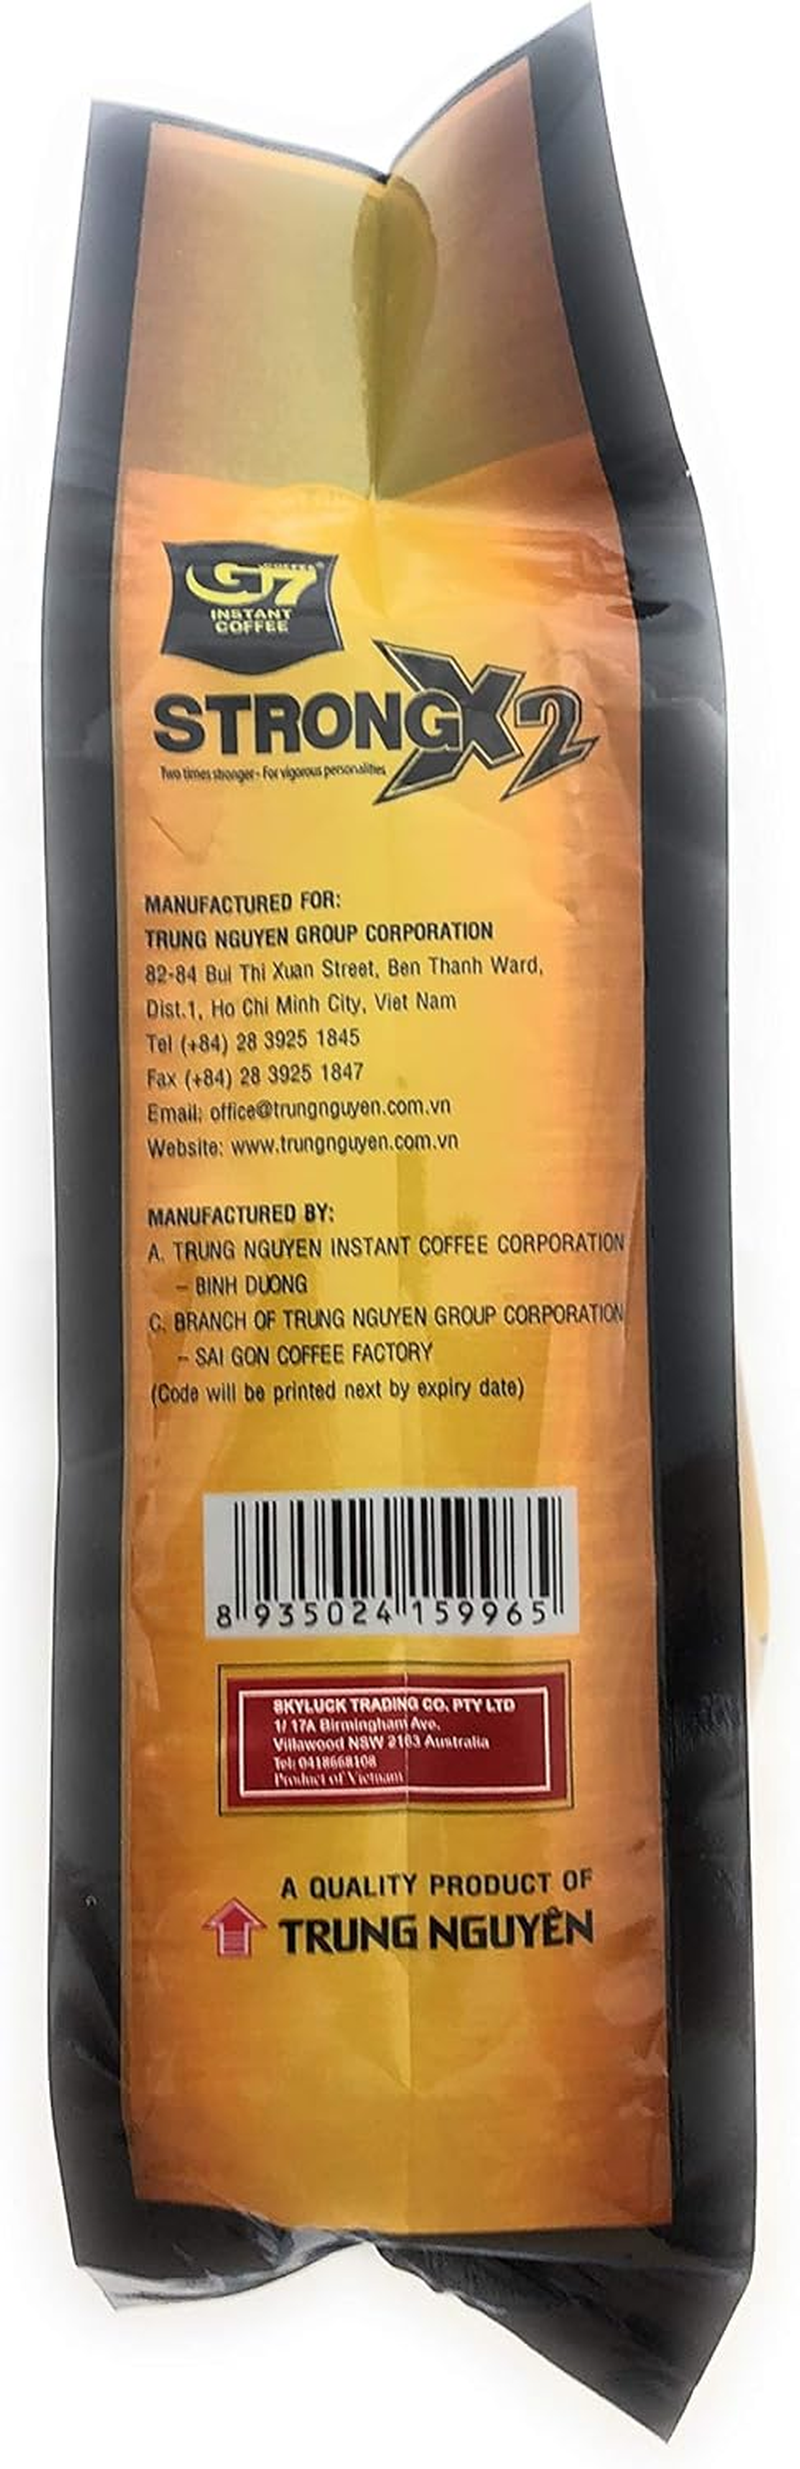 G7 COFFEE
INSTANT
COFFEE
STRONG X2
Two times stronger - For vigorous personalities
MANUFACTURED FOR:
TRUNG NGUYEN GROUP CORPORATION
82-84 Bui Thi Xuan Street, Ben Thanh Ward,
Dist.1, Ho Chi Minh City, Viet Nam
Tel (+84) 28 3925 1845
Fax (+84) 28 3925 1847
Email: office@trungnguyen.com.vn
Website: www.trungnguyen.com.vn
MANUFACTURED BY:
A. TRUNG NGUYEN INSTANT COFFEE CORPORATION
– BINH DUONG
C. BRANCH OF TRUNG NGUYEN GROUP CORPORATION
– SAI GON COFFEE FACTORY
(Code will be printed next by expiry date)
8 935024 159965
SKYLUCK TRADING CO. PTY LTD
1/ 17A Birmingham Ave.
Villawood NSW 2163 Australia
Tel: 0418668108
Product of Vietnam
A QUALITY PRODUCT OF
TRUNG NGUYÊN